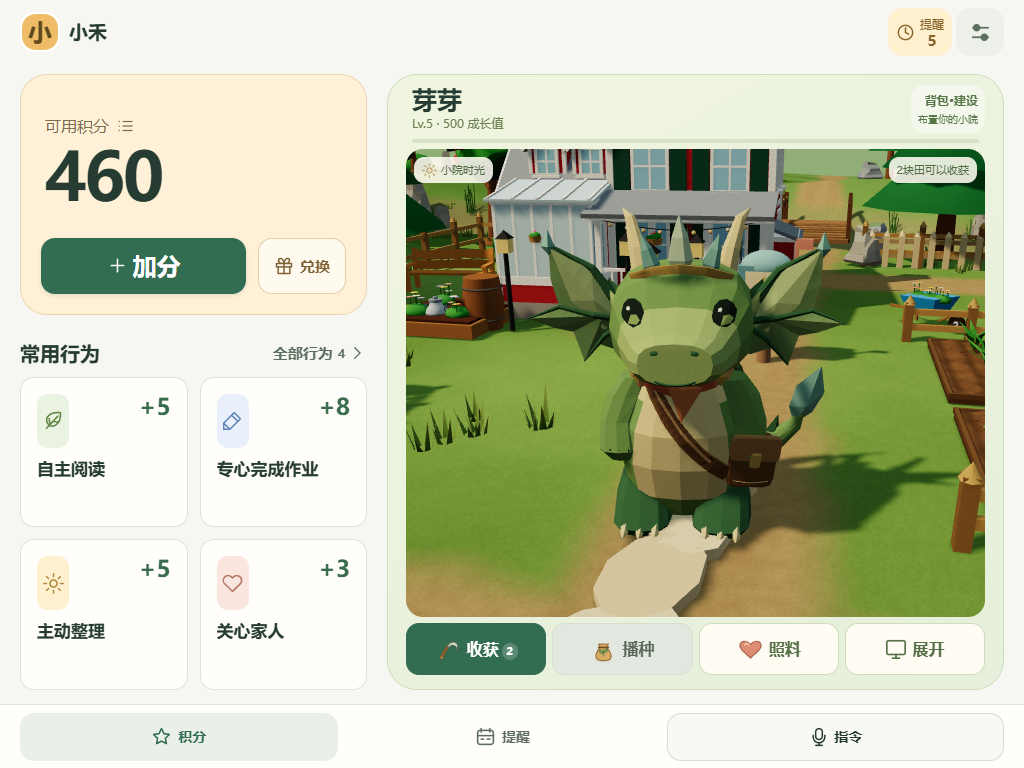 小 小禾
提醒
5
可用积分
460
+ 加分
兑换
常用行为
全部行为 4
+5
自主阅读
+8
专心完成作业
+5
主动整理
+3
关心家人
芽芽
Lv.5 · 500 成长值
背包·建设
布置你的小院
小院时光
2块田可以收获
收获 2
播种
照料
展开
积分
提醒
指令